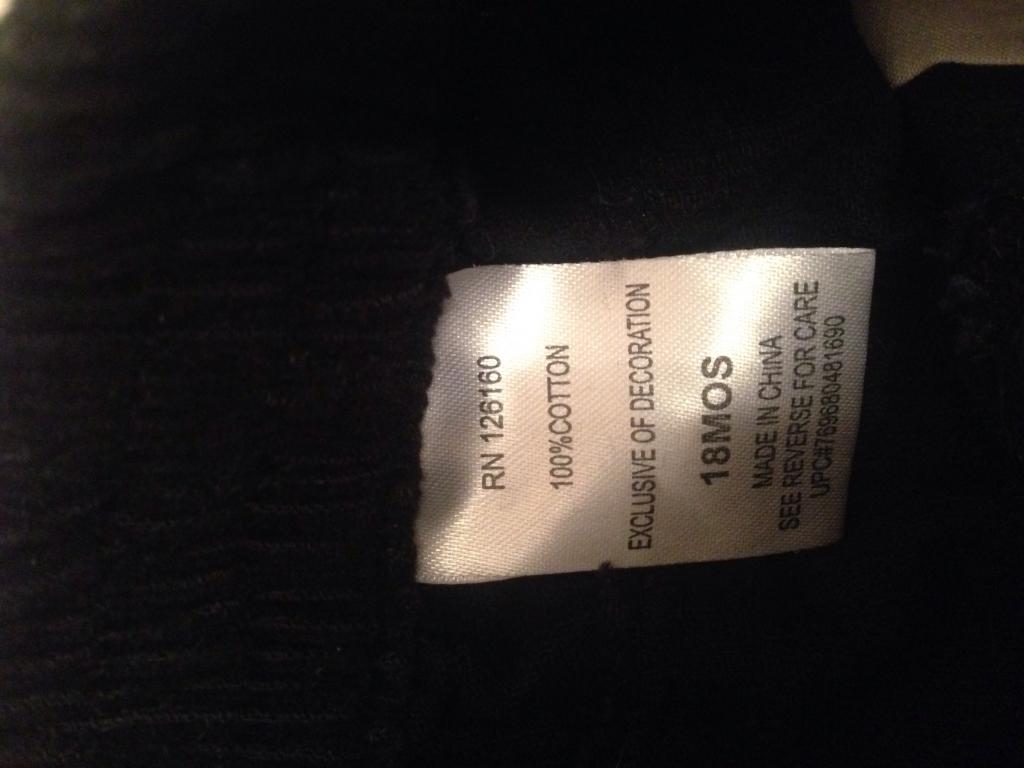 RN 126160
100%COTTON
EXCLUSIVE OF DECORATION
18MOS
MADE IN CHINA
SEE REVERSE FOR CARE
UPC#769680481690